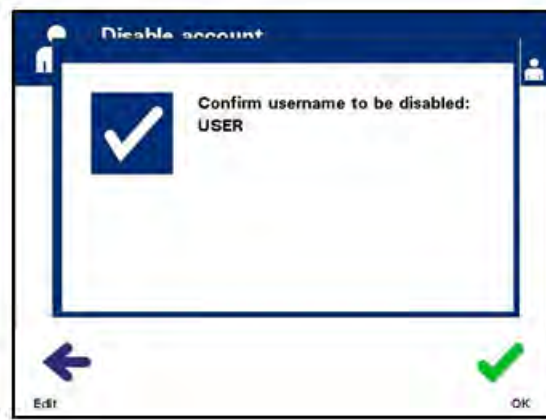 Disable account
Confirm username to be disabled:
USER
Edit
OK